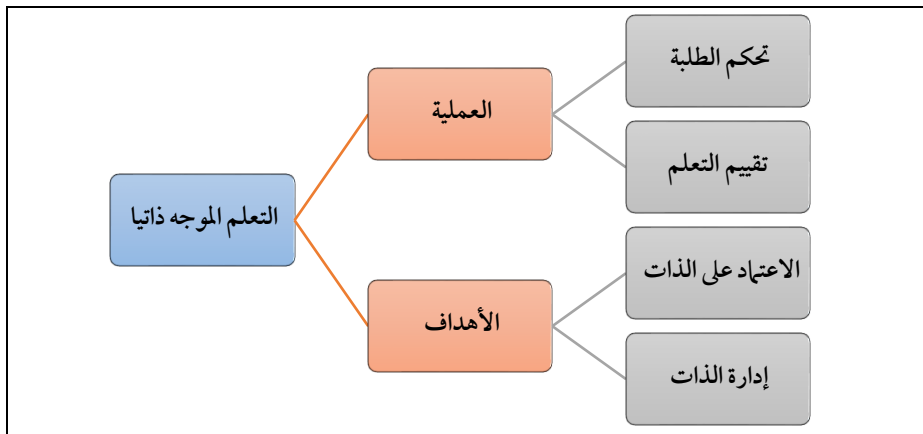 التعلم الموجه ذاتيا
العملية
تحكم الطلبة
تقييم التعلم
الأهداف
الاعتماد على الذات
إدارة الذات